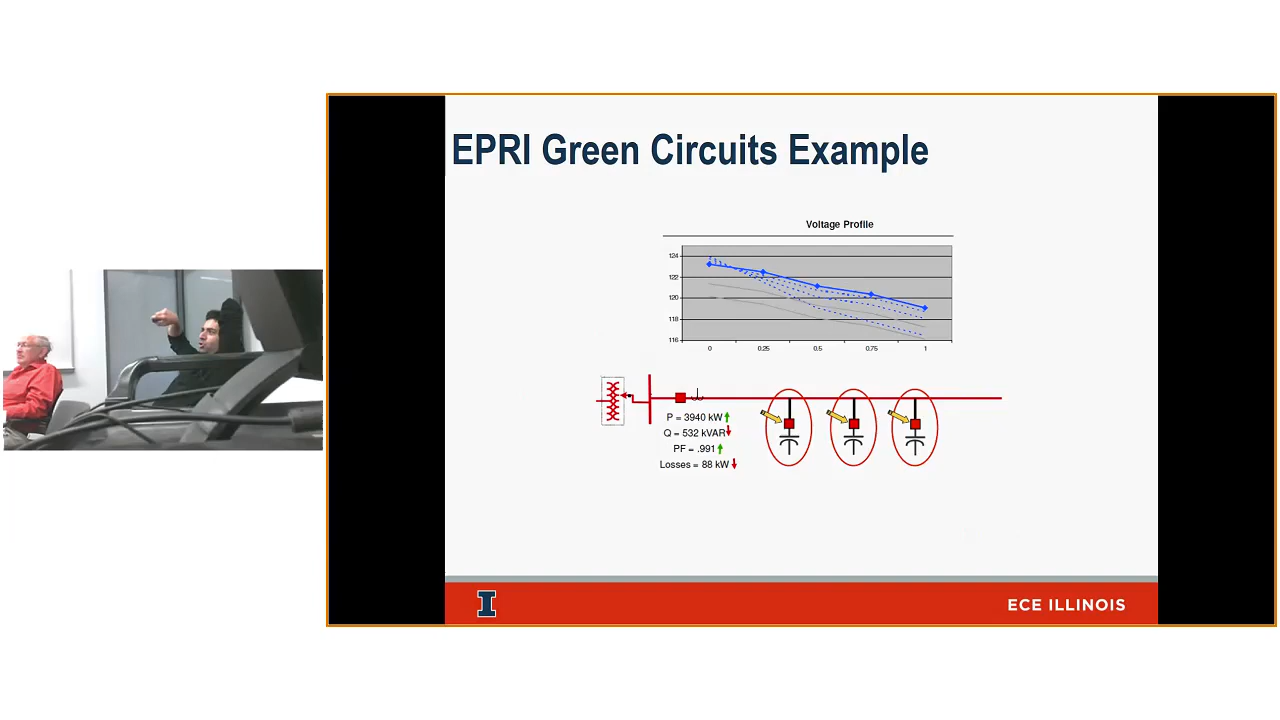 EPRI Green Circuits Example
Voltage Profile
124
122
120
118
116
0 0.25 0.5 0.75 1
P = 3940 kW
Q = 532 kVAR
PF = .991
Losses = 88 kW
I
ECE ILLINOIS